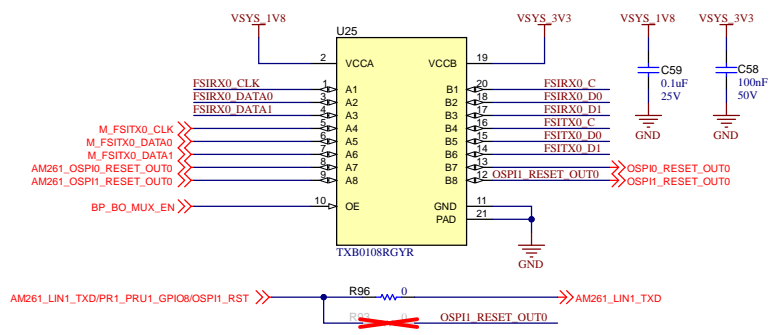 VSYS_1V8 VSYS_3V3 VSYS_1V8 VSYS_3V3
U25
2 VCCA VCCB 19
C59 0.1uF 25V
C58 100nF 50V
GND GND
FSIRX0_CLK 1 A1 B1 20 FSIRX0_C
FSIRX0_DATA0 3 A2 B2 18 FSIRX0_D0
FSIRX0_DATA1 4 A3 B3 17 FSIRX0_D1
M_FSITX0_CLK 5 A4 B4 16 FSITX0_C
M_FSITX0_DATA0 6 A5 B5 15 FSITX0_D0
M_FSITX0_DATA1 7 A6 B6 14 FSITX0_D1
AM261_OSPI0_RESET_OUT0 8 A7 B7 13 OSPI0_RESET_OUT0
AM261_OSPI1_RESET_OUT0 9 A8 B8 12 OSPI1_RESET_OUT0 OSPI1_RESET_OUT0
BP_BO_MUX_EN 10 OE GND 11
PAD 21
TXB0108RGYR
GND
AM261_LIN1_TXD/PR1_PRU1_GPIO8/OSPI1_RST R96 0 AM261_LIN1_TXD
R93 0 OSPI1_RESET_OUT0